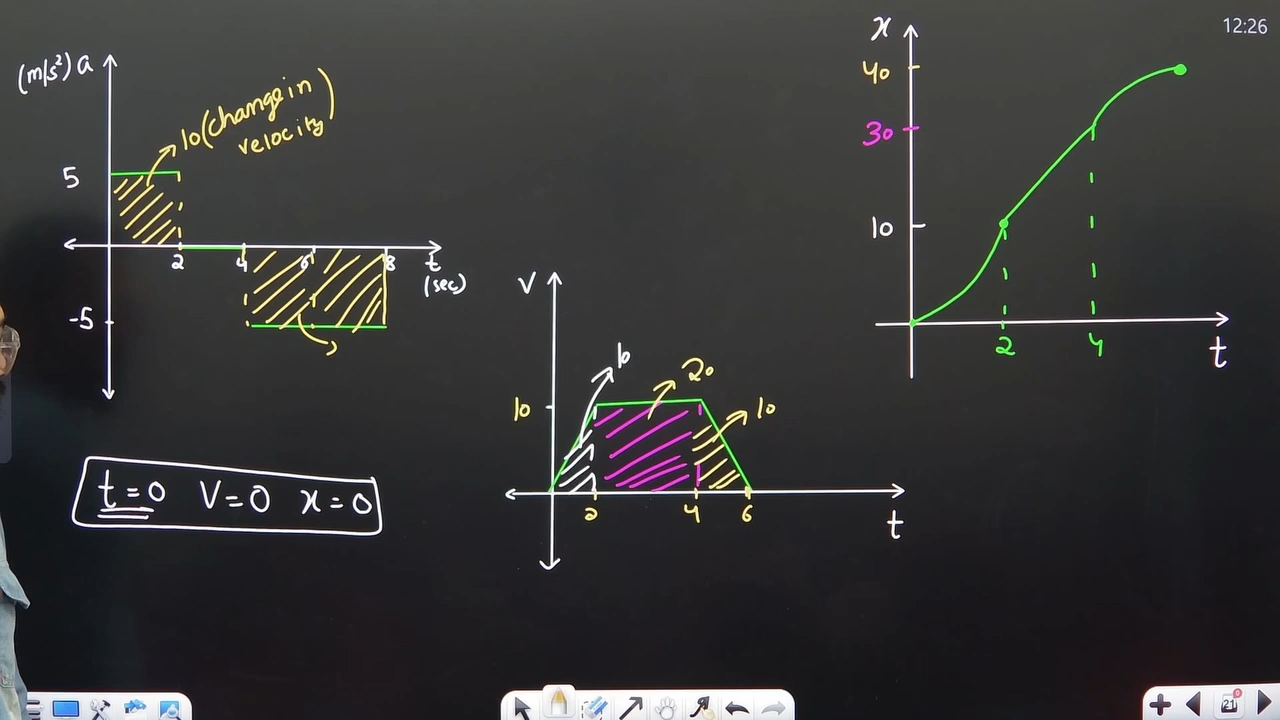 12:26
(m/s²) a
10 (change in
velocity)
5
2
4
6
8
t
(sec)
-5
t=0 V=0 x=0
V
10
10
20
10
2
4
6
t
x
40
30
10
2
4
t
21